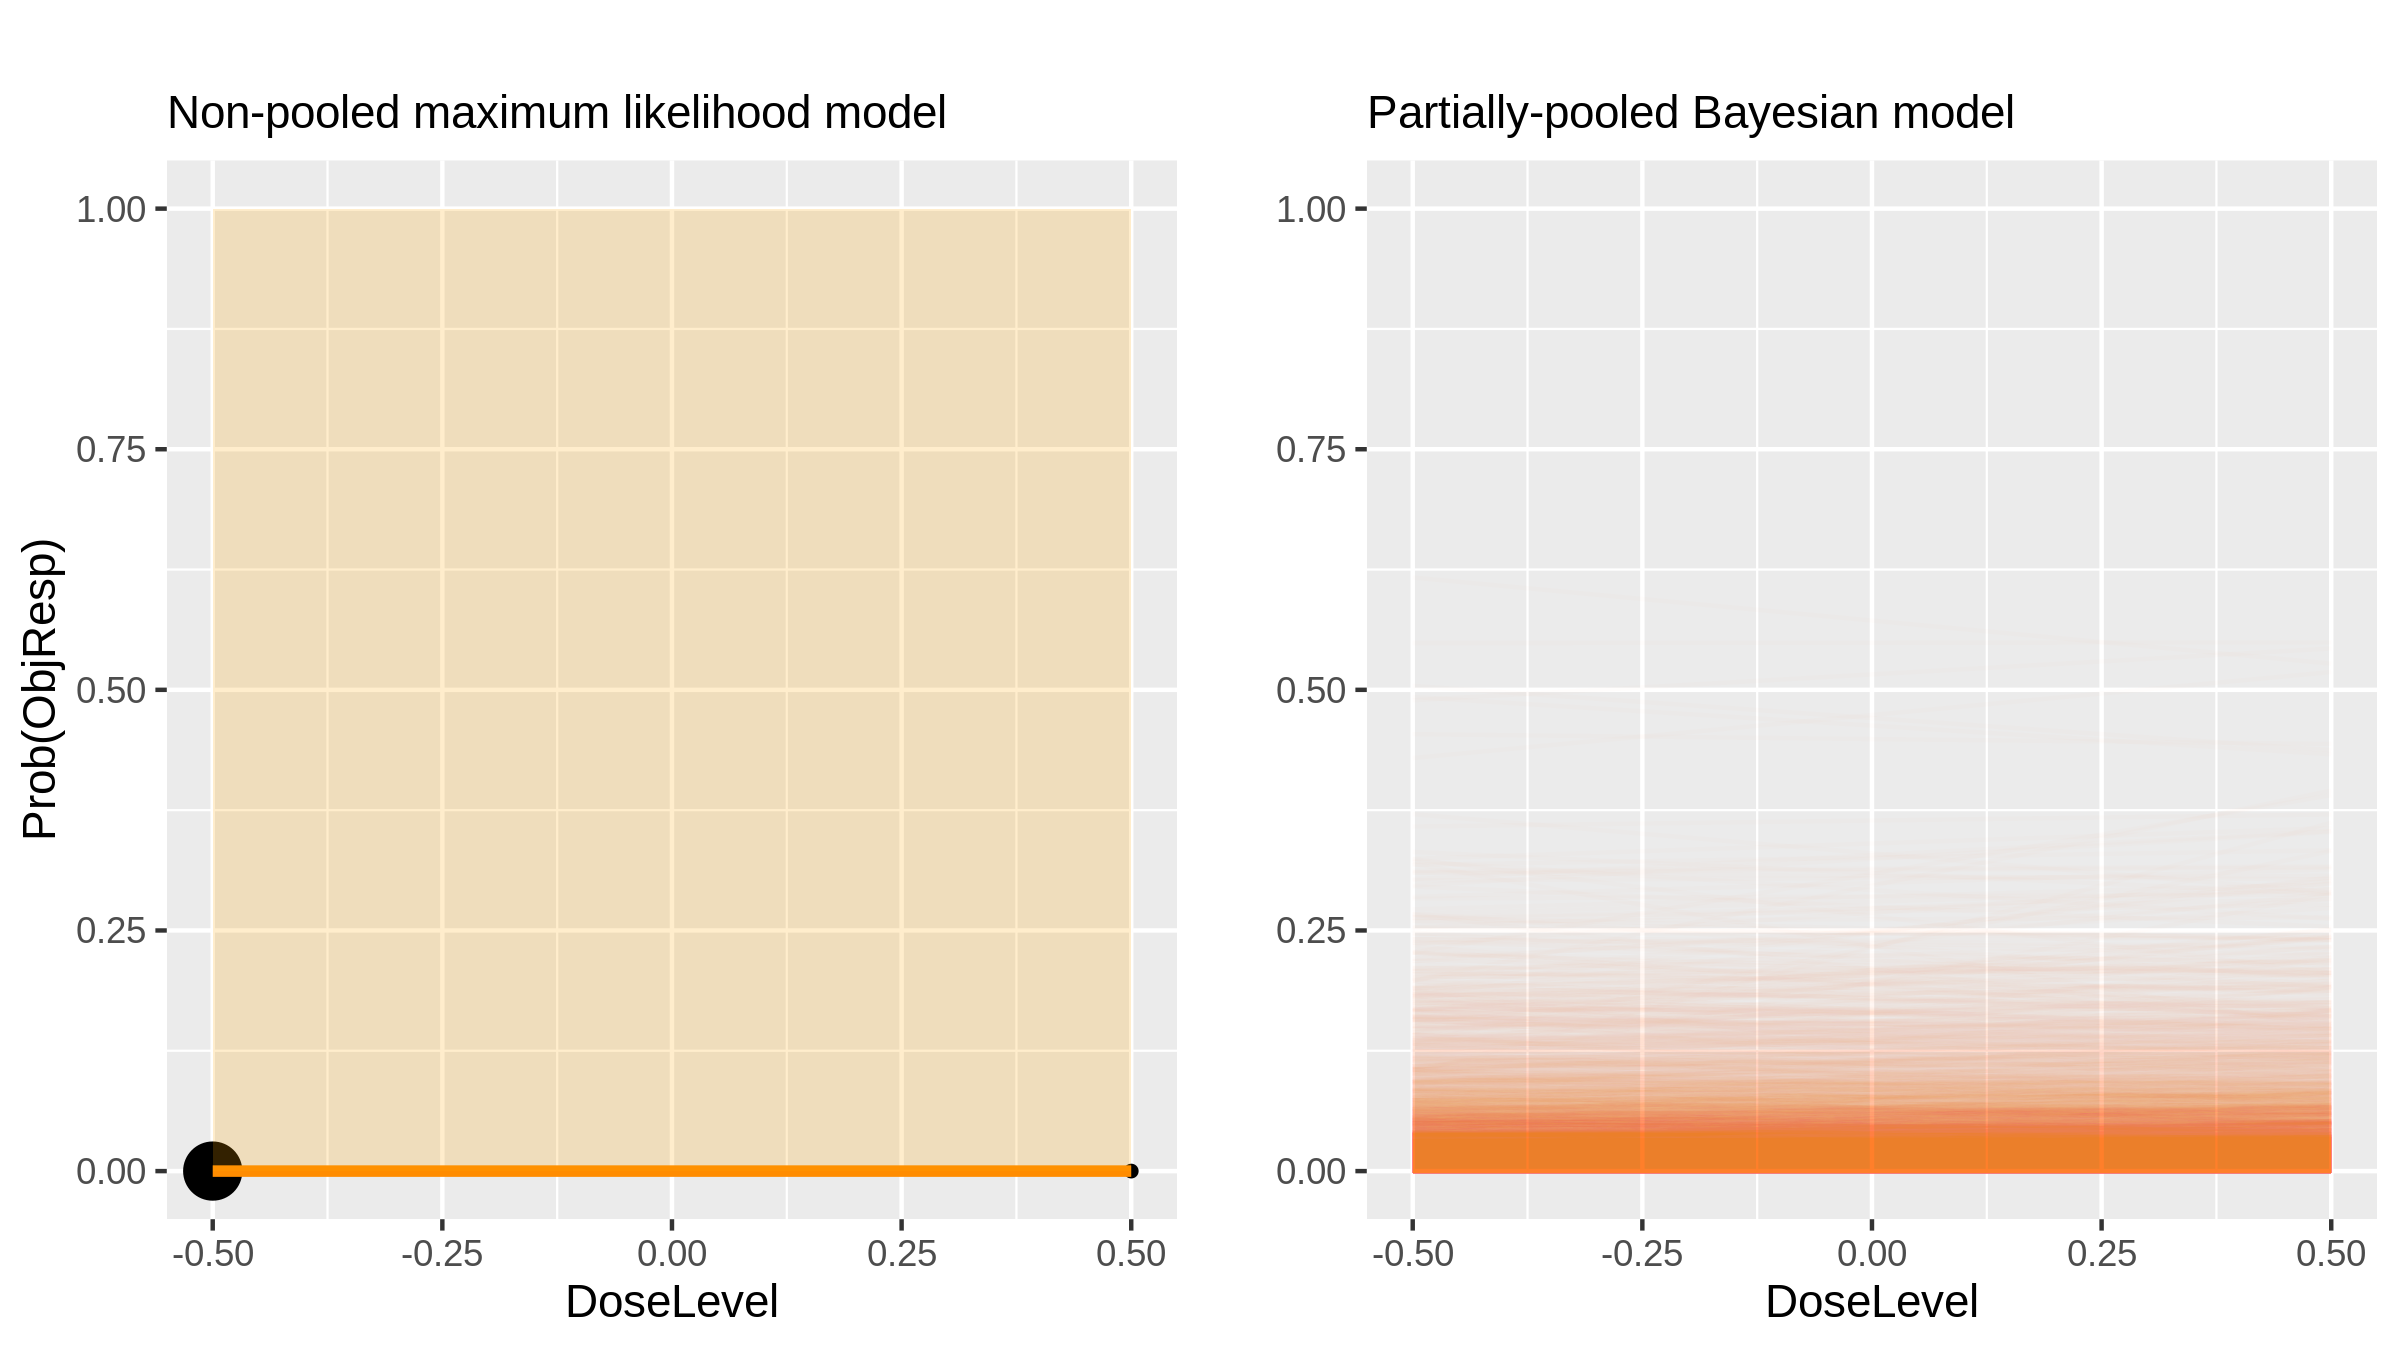 Non-pooled maximum likelihood model
Prob(ObjResp)
1.00
0.75
0.50
0.25
0.00
-0.50 -0.25 0.00 0.25 0.50
DoseLevel
Partially-pooled Bayesian model
1.00
0.75
0.50
0.25
0.00
-0.50 -0.25 0.00 0.25 0.50
DoseLevel